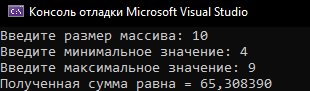 Консоль отладки Microsoft Visual Studio
Введите размер массива: 10
Введите минимальное значение: 4
Введите максимальное значение: 9
Полученная сумма равна = 65,308390